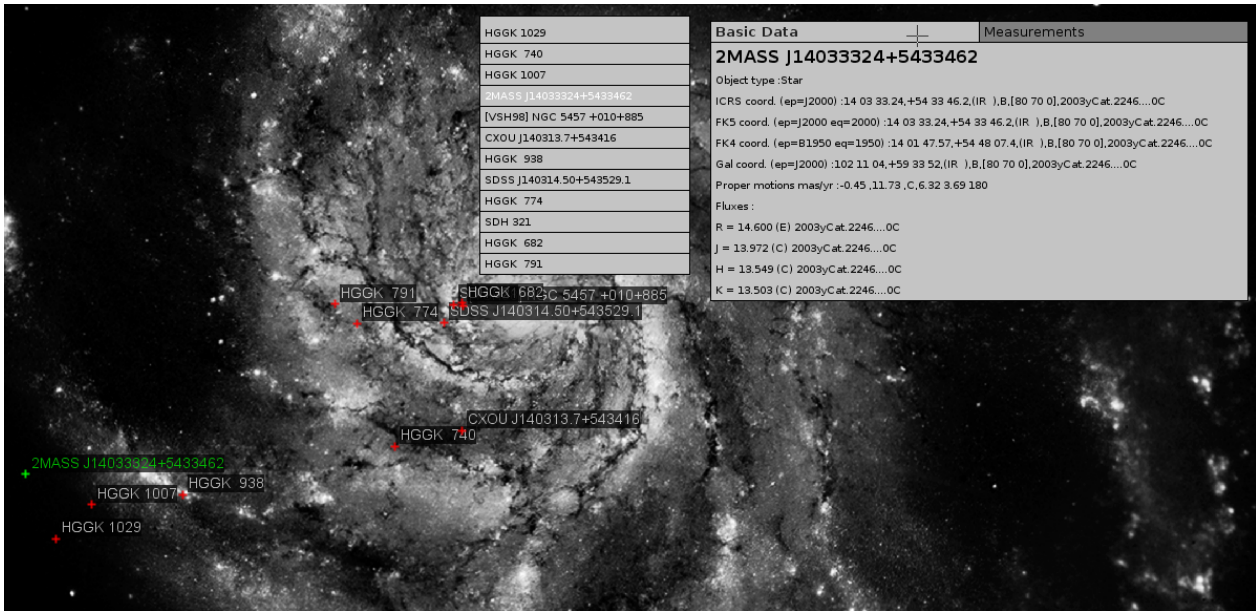 HGGK 1029
HGGK  740
HGGK 1007
2MASS J14033324+5433462
[VSH98] NGC 5457 +010+885
CXOU J140313.7+543416
HGGK  938
SDSS J140314.50+543529.1
HGGK  774
SDH 321
HGGK  682
HGGK  791
Basic Data
Measurements
2MASS J14033324+5433462
Object type :Star
ICRS coord. (ep=J2000) :14 03 33.24,+54 33 46.2,(IR  ),B,[80 70 0],2003yCat.2246....0C
FK5 coord. (ep=J2000 eq=2000) :14 03 33.24,+54 33 46.2,(IR  ),B,[80 70 0],2003yCat.2246....0C
FK4 coord. (ep=B1950 eq=1950) :14 01 47.57,+54 48 07.4,(IR  ),B,[80 70 0],2003yCat.2246....0C
Gal coord. (ep=J2000) :102 11 04,+59 33 52,(IR  ),B,[80 70 0],2003yCat.2246....0C
Proper motions mas/yr :-0.45 ,11.73 ,C,6.32 3.69 180
Fluxes :
R = 14.600 (E) 2003yCat.2246....0C
J = 13.972 (C) 2003yCat.2246....0C
H = 13.549 (C) 2003yCat.2246....0C
K = 13.503 (C) 2003yCat.2246....0C
HGGK  791
HGGK  682
GC 5457 +010+885
HGGK  774
SDSS J140314.50+543529.1
CXOU J140313.7+543416
HGGK  740
2MASS J14033324+5433462
HGGK  938
HGGK 1007
HGGK 1029